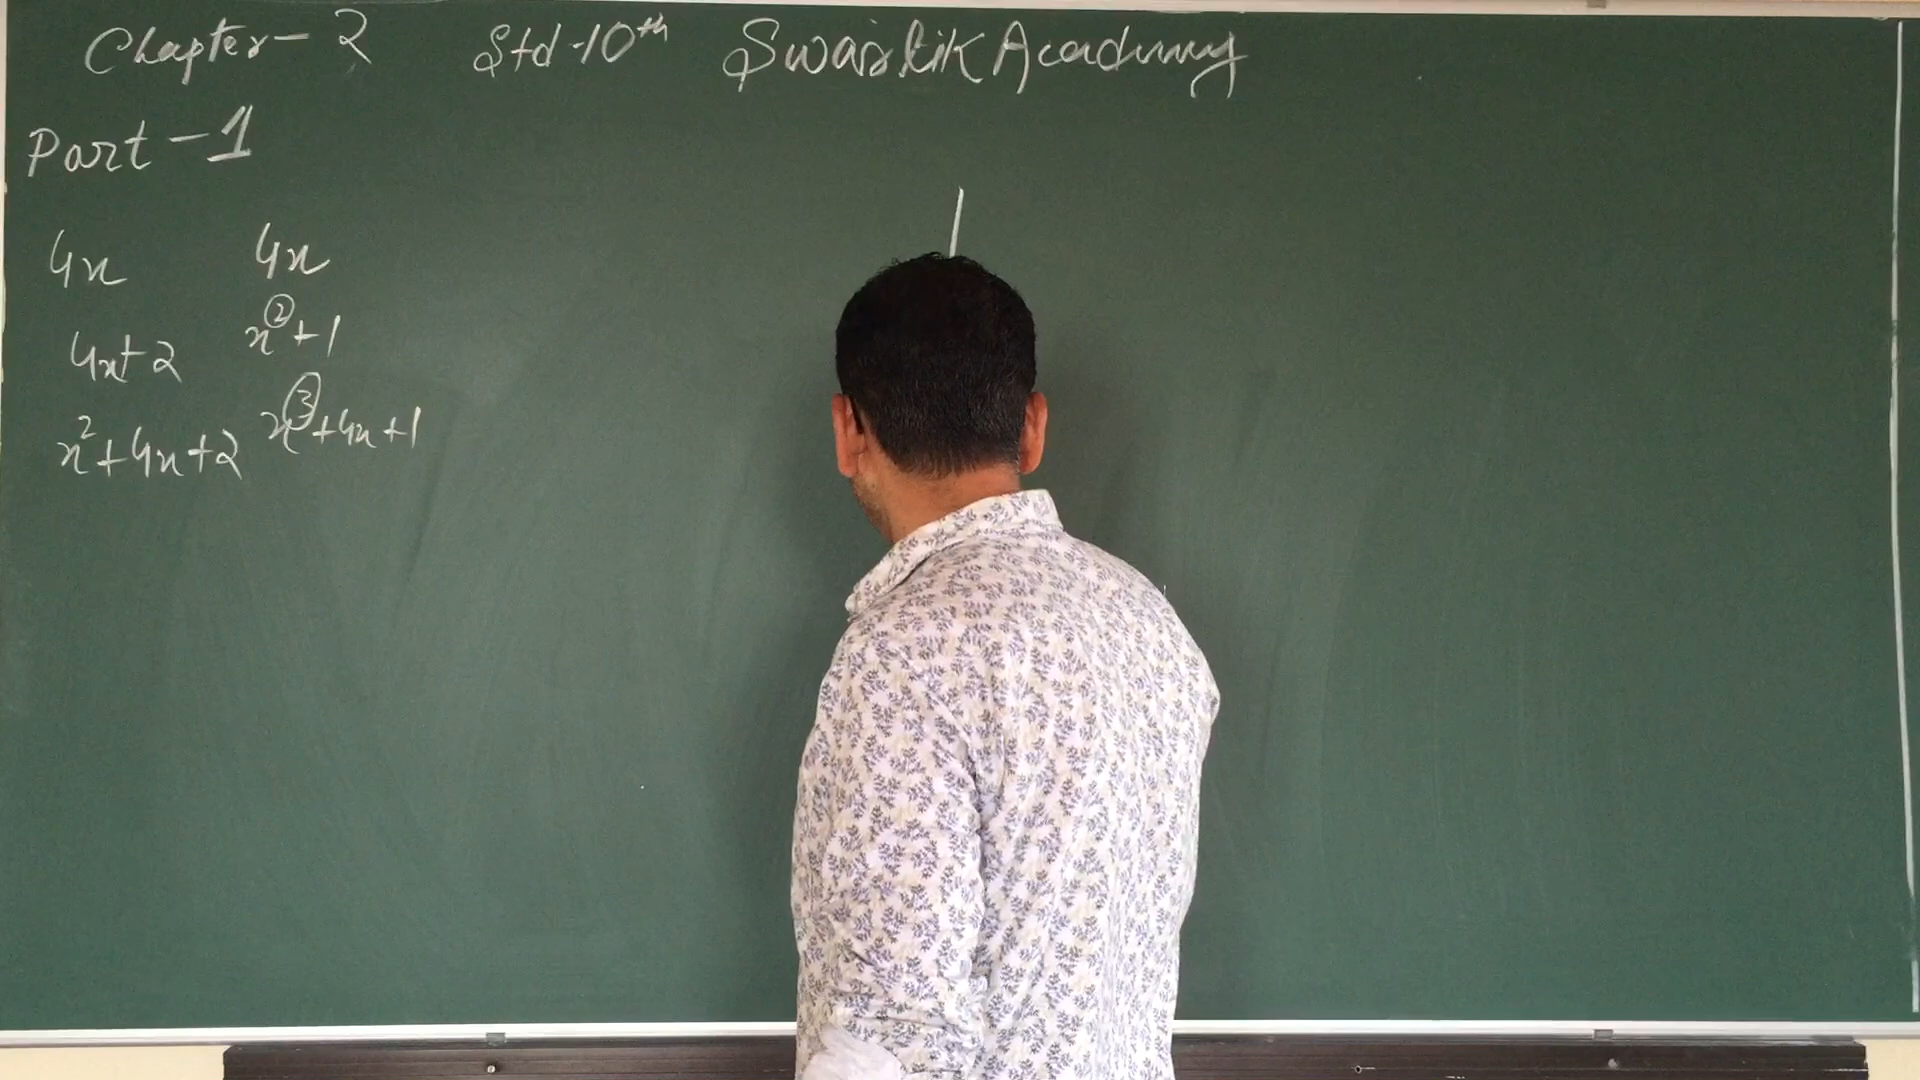 Chapter - 2 Std-10th Swastik Academy
Part - 1
4x 4x
4x+2 x²+1
x²+4x+2 x³+4x+1